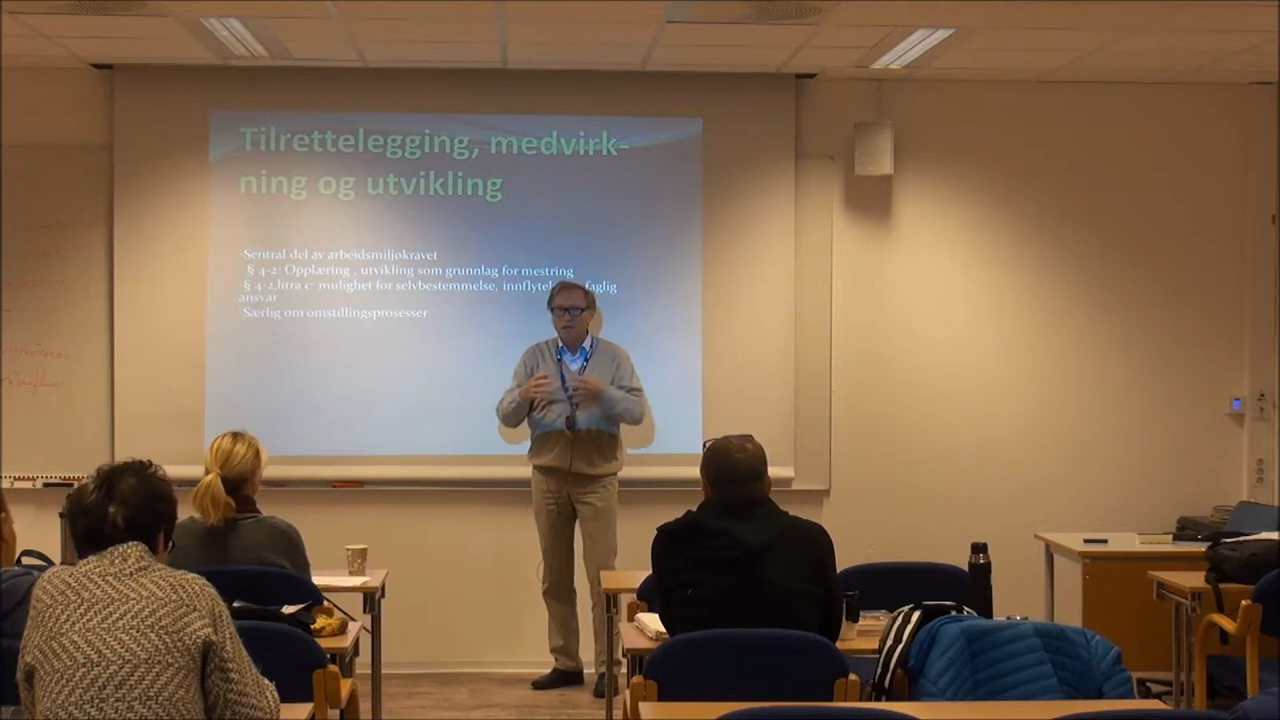 Tilrettelegging, medvirk-
ning og utvikling
Sentral del av arbeidsmiljøkravet
§ 4-2: Opplæring , utvikling som grunnlag for mestring
§ 4-2,litra c- mulighet for selvbestemmelse, faglig
ansvar
Særlig om omstillingsprosesser